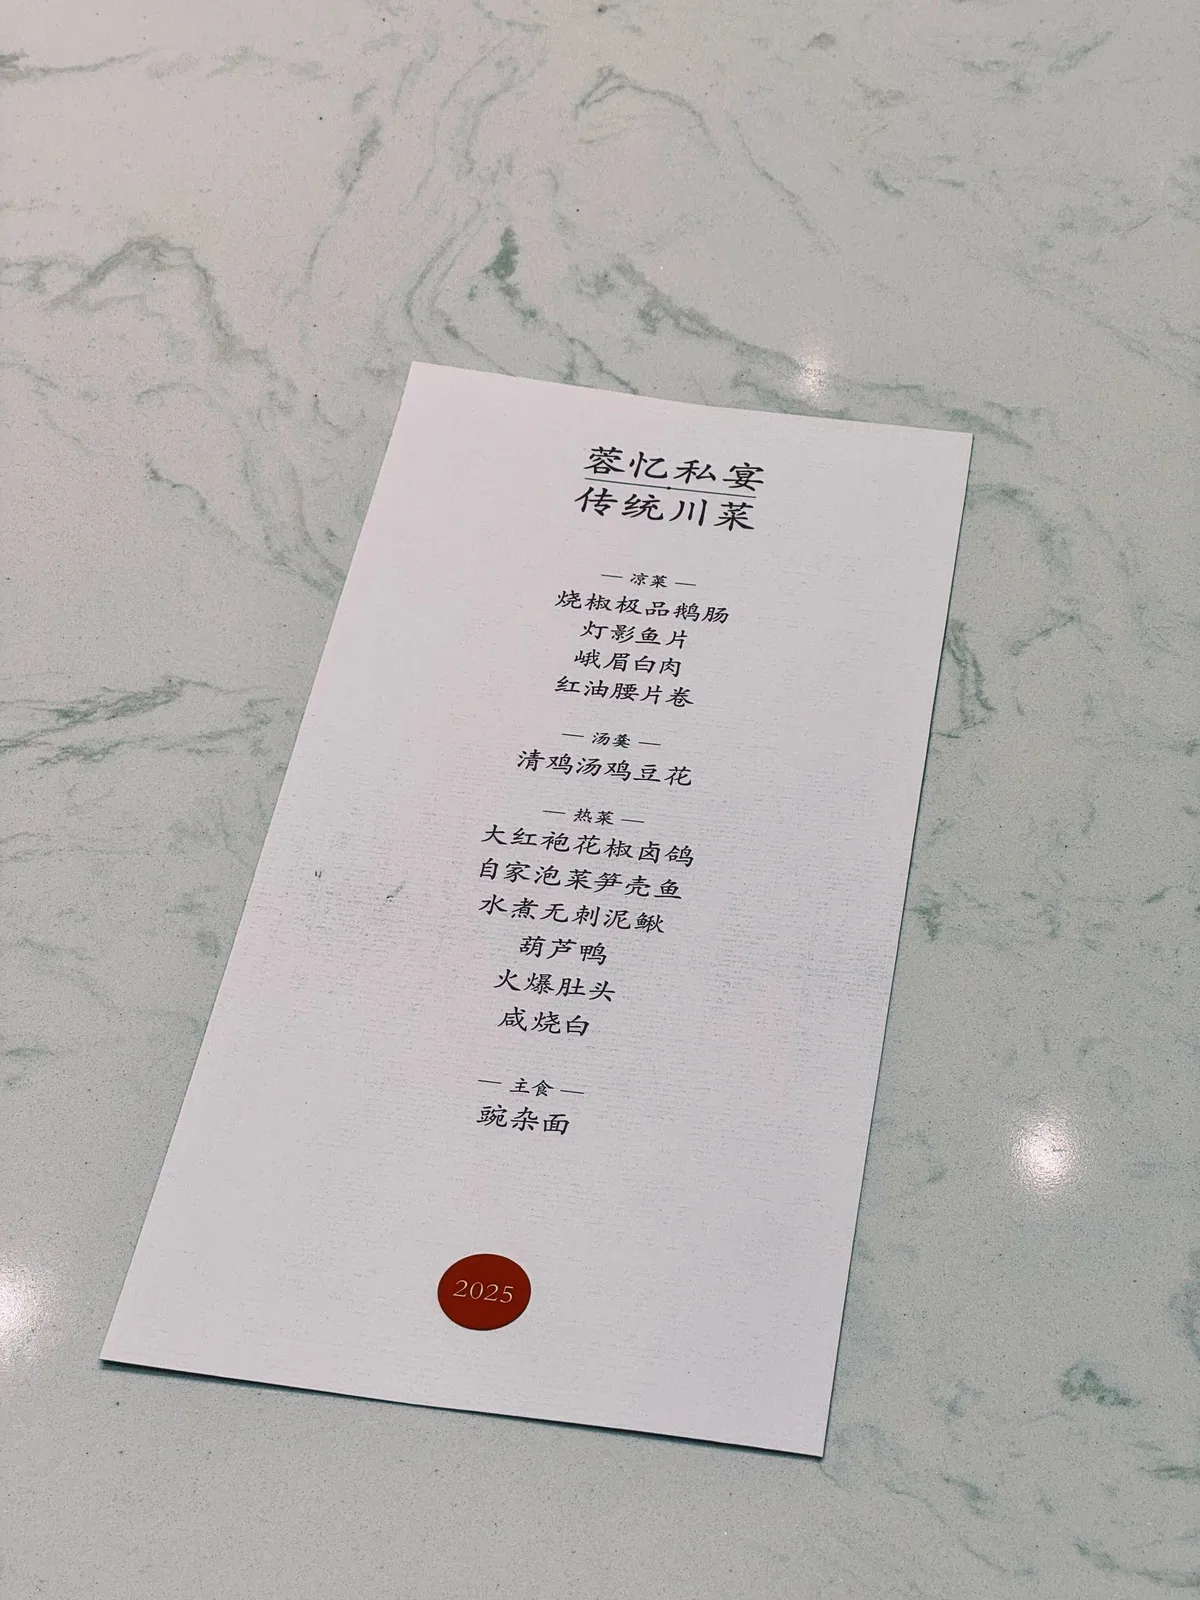 蓉忆私宴
传统川菜
— 凉菜 —
烧椒极品鹅肠
灯影鱼片
峨眉白肉
红油腰片卷
— 汤羹 —
清鸡汤鸡豆花
— 热菜 —
大红袍花椒卤鸽
自家泡菜笋壳鱼
水煮无刺泥鳅
葫芦鸭
火爆肚头
咸烧白
— 主食 —
豌杂面
2025